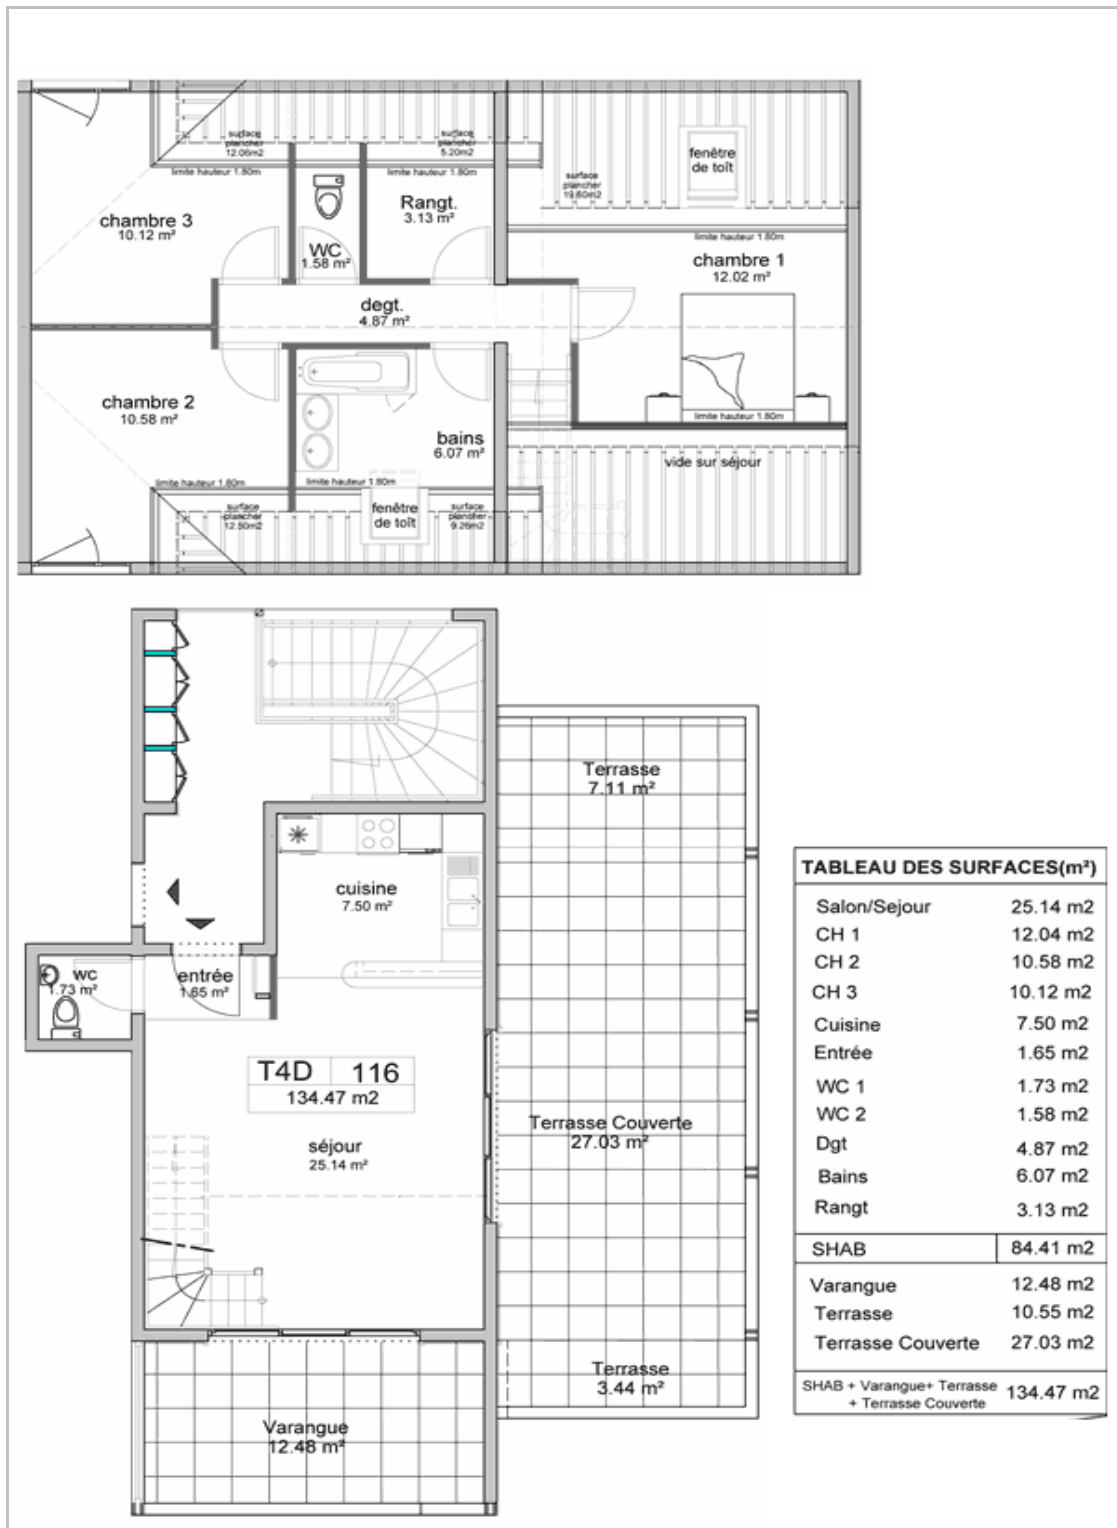 surface
plancher
12.06m2
surface
plancher
5.20m2
fenêtre
de toît
limite hauteur 1.80m
limite hauteur 1.80m
surface
plancher
19.60m2
chambre 3
10.12 m²
Rangt.
3.13 m²
WC
1.58 m²
limite hauteur 1.80m
chambre 1
12.02 m²
degt.
4.87 m²
chambre 2
10.58 m²
bains
6.07 m²
limite hauteur 1.80m
vide sur séjour
limite hauteur 1.80m
limite hauteur 1.80m
surface
plancher
12.50m2
fenêtre
de toît
surface
plancher
9.26m2
Terrasse
7.11 m²
cuisine
7.50 m²
wc
1.73 m²
entrée
1.65 m²
T4D 116
134.47 m2
séjour
25.14 m²
Terrasse Couverte
27.03 m²
Terrasse
3.44 m²
Varangue
12.48 m²
TABLEAU DES SURFACES(m²)
Salon/Sejour 25.14 m2
CH 1 12.04 m2
CH 2 10.58 m2
CH 3 10.12 m2
Cuisine 7.50 m2
Entrée 1.65 m2
WC 1 1.73 m2
WC 2 1.58 m2
Dgt 4.87 m2
Bains 6.07 m2
Rangt 3.13 m2
SHAB 84.41 m2
Varangue 12.48 m2
Terrasse 10.55 m2
Terrasse Couverte 27.03 m2
SHAB + Varangue+ Terrasse
+ Terrasse Couverte 134.47 m2